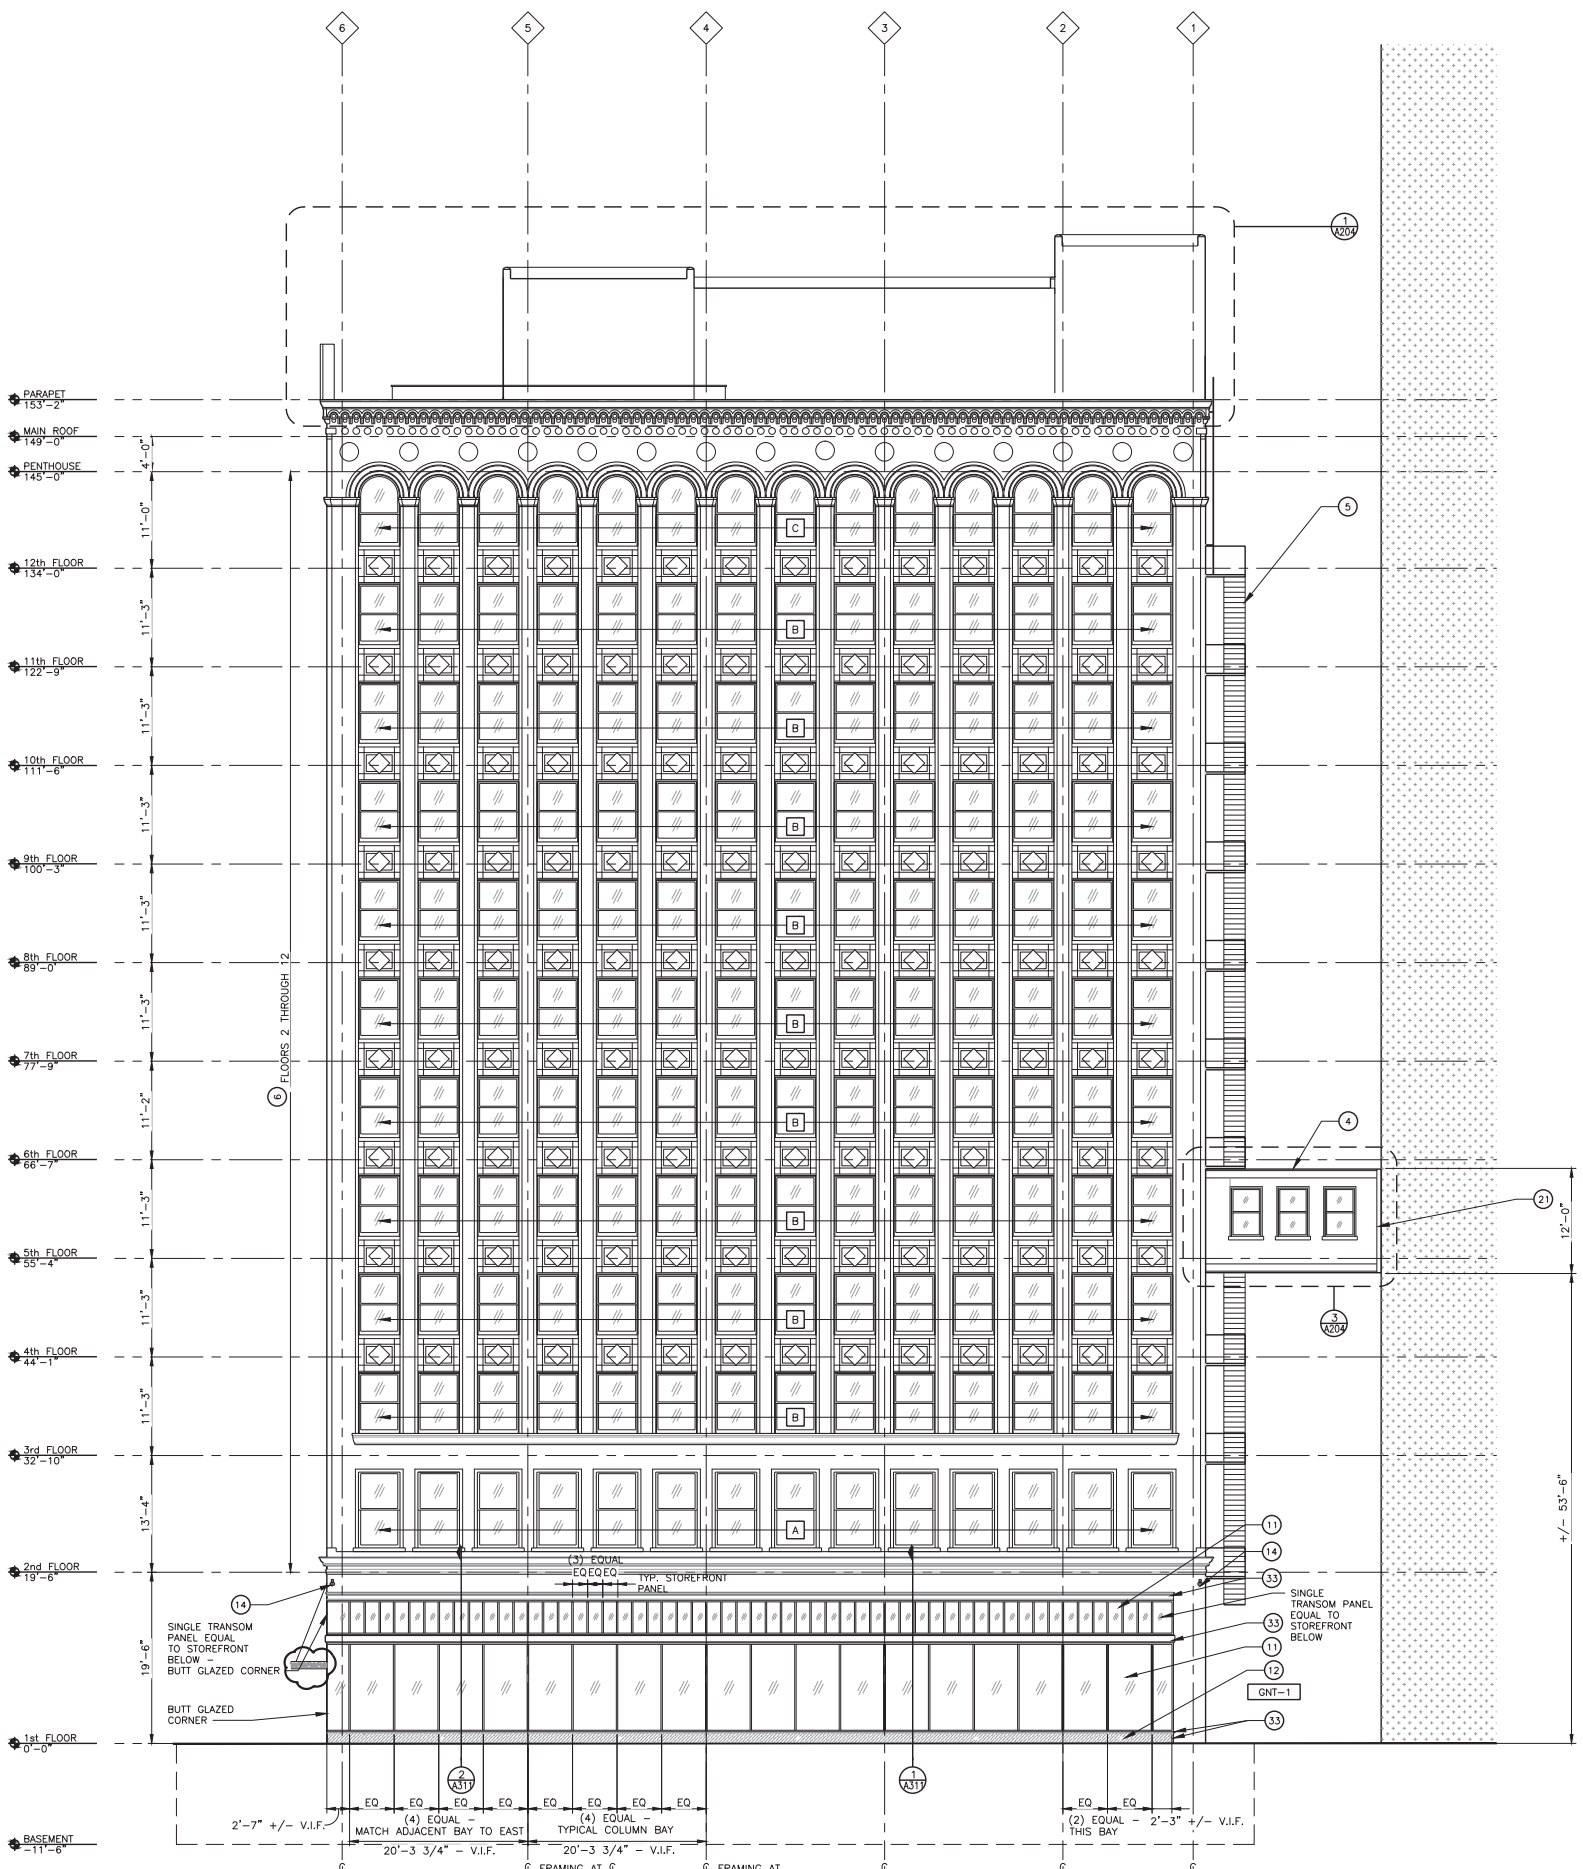 6 5 4 3 2 1
1
A204
PARAPET
153'-2"
MAIN ROOF
149'-0"
4'-0"
PENTHOUSE
145'-0"
11'-0"
C
5
12th FLOOR
134'-0"
11'-3"
B
11th FLOOR
122'-9"
11'-3"
B
10th FLOOR
111'-6"
11'-3"
B
9th FLOOR
100'-3"
11'-3"
B
8th FLOOR
89'-0"
11'-3"
B
6 FLOORS 2 THROUGH 12
7th FLOOR
77'-9"
11'-2"
B
4
6th FLOOR
66'-7"
11'-3"
B
21
12'-0"
5th FLOOR
55'-4"
11'-3"
B
3
A204
4th FLOOR
44'-1"
11'-3"
B
3rd FLOOR
32'-10"
13'-4"
A
+/- 53'-6"
11
14
33
2nd FLOOR
19'-6"
(3) EQUAL
EQ EQ EQ
TYP. STOREFRONT
PANEL
14
SINGLE TRANSOM
PANEL EQUAL
TO STOREFRONT
BELOW -
BUTT GLAZED CORNER
SINGLE
TRANSOM PANEL
EQUAL TO
STOREFRONT
BELOW
33
11
12
GNT-1
33
19'-6"
BUTT GLAZED
CORNER
1st FLOOR
0'-0"
2
A311
1
A311
EQ EQ EQ EQ EQ EQ EQ EQ EQ EQ
2'-7" +/- V.I.F.
(4) EQUAL -
MATCH ADJACENT BAY TO EAST
(4) EQUAL -
TYPICAL COLUMN BAY
(2) EQUAL -
THIS BAY
2'-3" +/- V.I.F.
20'-3 3/4" - V.I.F.
20'-3 3/4" - V.I.F.
BASEMENT
-11'-6"
FRAMING AT
FRAMING AT